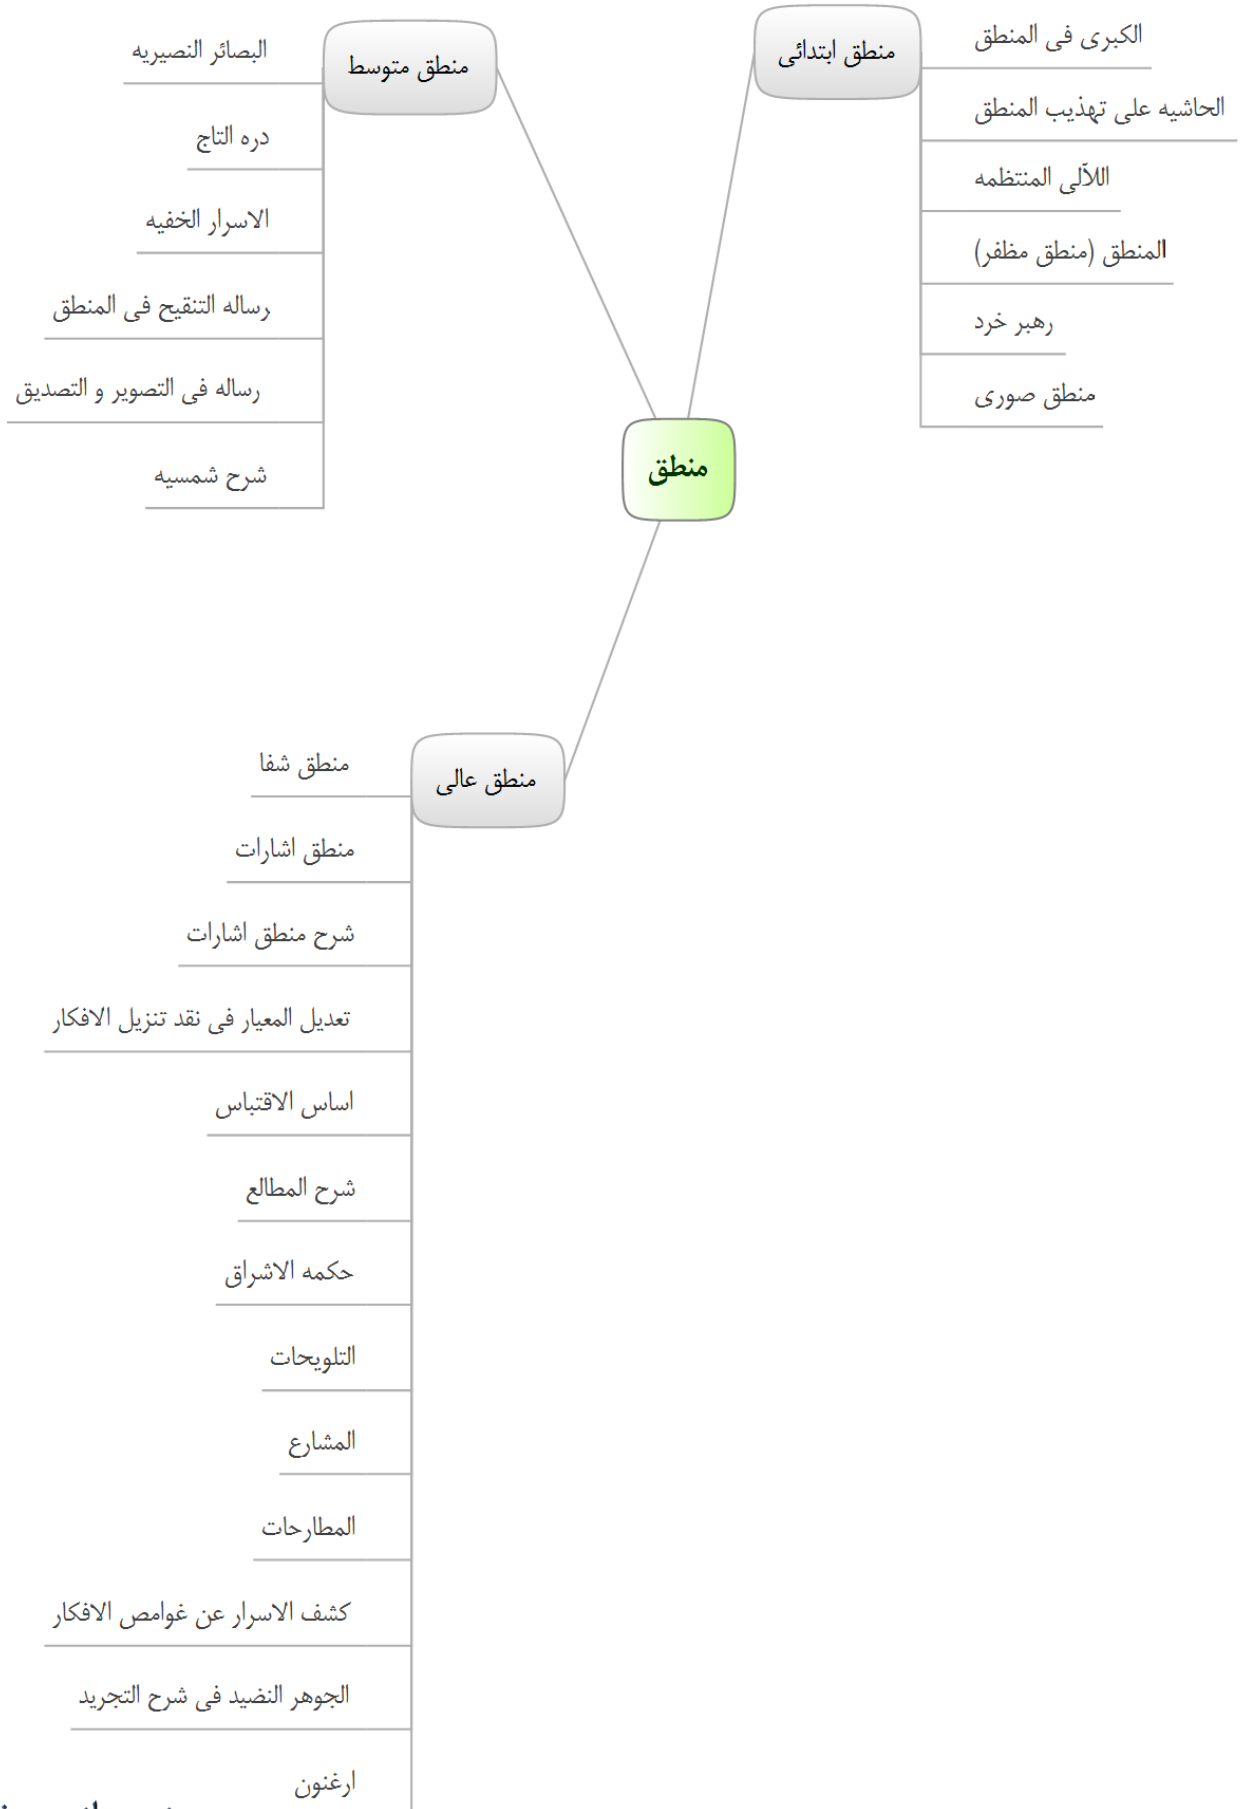 منطق
منطق ابتدائی
الکبری فی المنطق
الحاشیه علی تهذیب المنطق
اللآلی المنتظمه
المنطق (منطق مظفر)
رهبر خرد
منطق صوری
منطق متوسط
البصائر النصیریه
دره التاج
الاسرار الخفیه
رساله التنقیح فی المنطق
رساله فی التصویر و التصدیق
شرح شمسیه
منطق عالی
منطق شفا
منطق اشارات
شرح منطق اشارات
تعدیل المعیار فی نقد تنزیل الافکار
اساس الاقتباس
شرح المطالع
حکمه الاشراق
التلویحات
المشارع
المطارحات
کشف الاسرار عن غوامص الافکار
الجوهر النضید فی شرح التجرید
ارغنون